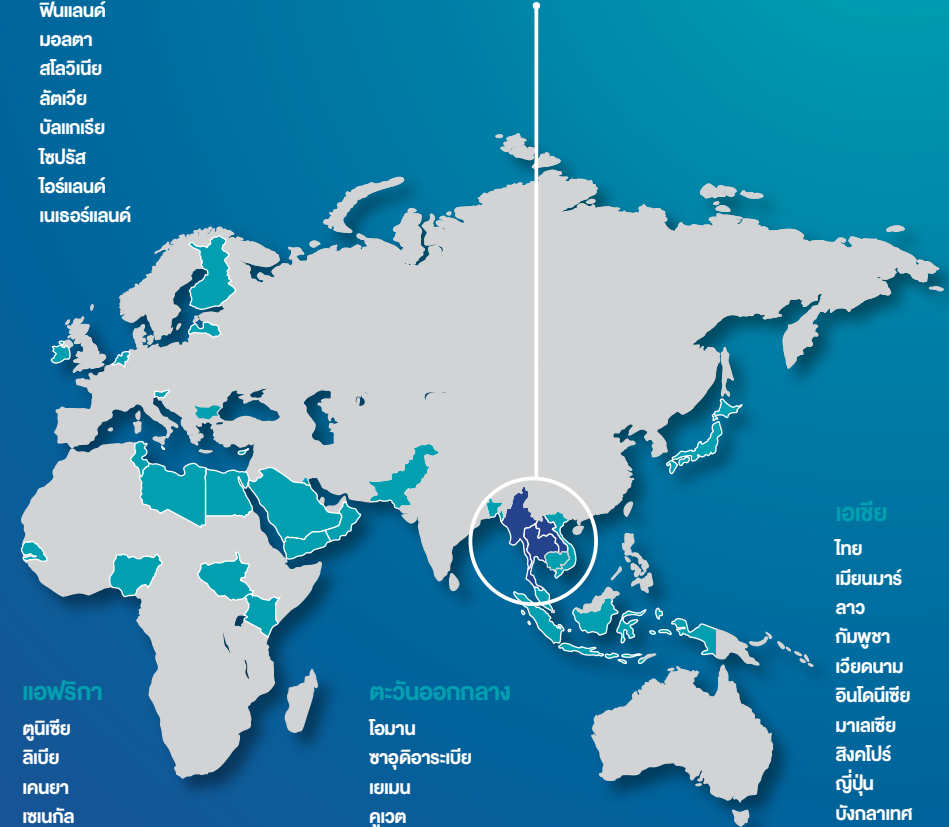 ฟินแลนด์
มอลตา
สโลวิเนีย
ลัตเวีย
บัลแกเรีย
ไซปรัส
ไอร์แลนด์
เนเธอร์แลนด์
แอฟริกา
ตูนิเซีย
ลิเบีย
เคนยา
เซเนกัล
ตะวันออกกลาง
โอมาน
ซาอุดิอาระเบีย
เยเมน
คูเวต
เอเชีย
ไทย
เมียนมาร์
ลาว
กัมพูชา
เวียดนาม
อินโดนีเซีย
มาเลเซีย
สิงคโปร์
ญี่ปุ่น
บังกลาเทศ